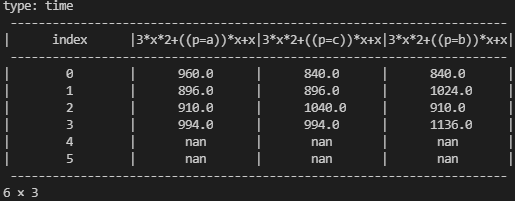 type: time
------------------------------------------------------------------
|      index      |3*x*2+((p=a))*x+x|3*x*2+((p=c))*x+x|3*x*2+((p=b))*x+x|
------------------------------------------------------------------
|        0        |      960.0      |      840.0      |      840.0      |
|        1        |      896.0      |      896.0      |     1024.0      |
|        2        |      910.0      |     1040.0      |      910.0      |
|        3        |      994.0      |      994.0      |     1136.0      |
|        4        |       nan       |       nan       |       nan       |
|        5        |       nan       |       nan       |       nan       |
------------------------------------------------------------------
6 x 3